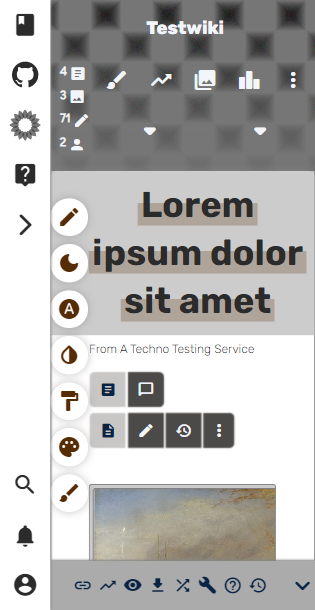 Testwiki
4
3
71
2
Lorem
ipsum dolor
sit amet
From A Techno Testing Service